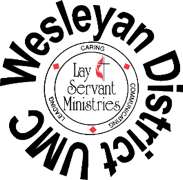 Wesleyan District UMC
CARING
COMMUNICATING
LEADING
Lay
Servant
Ministries